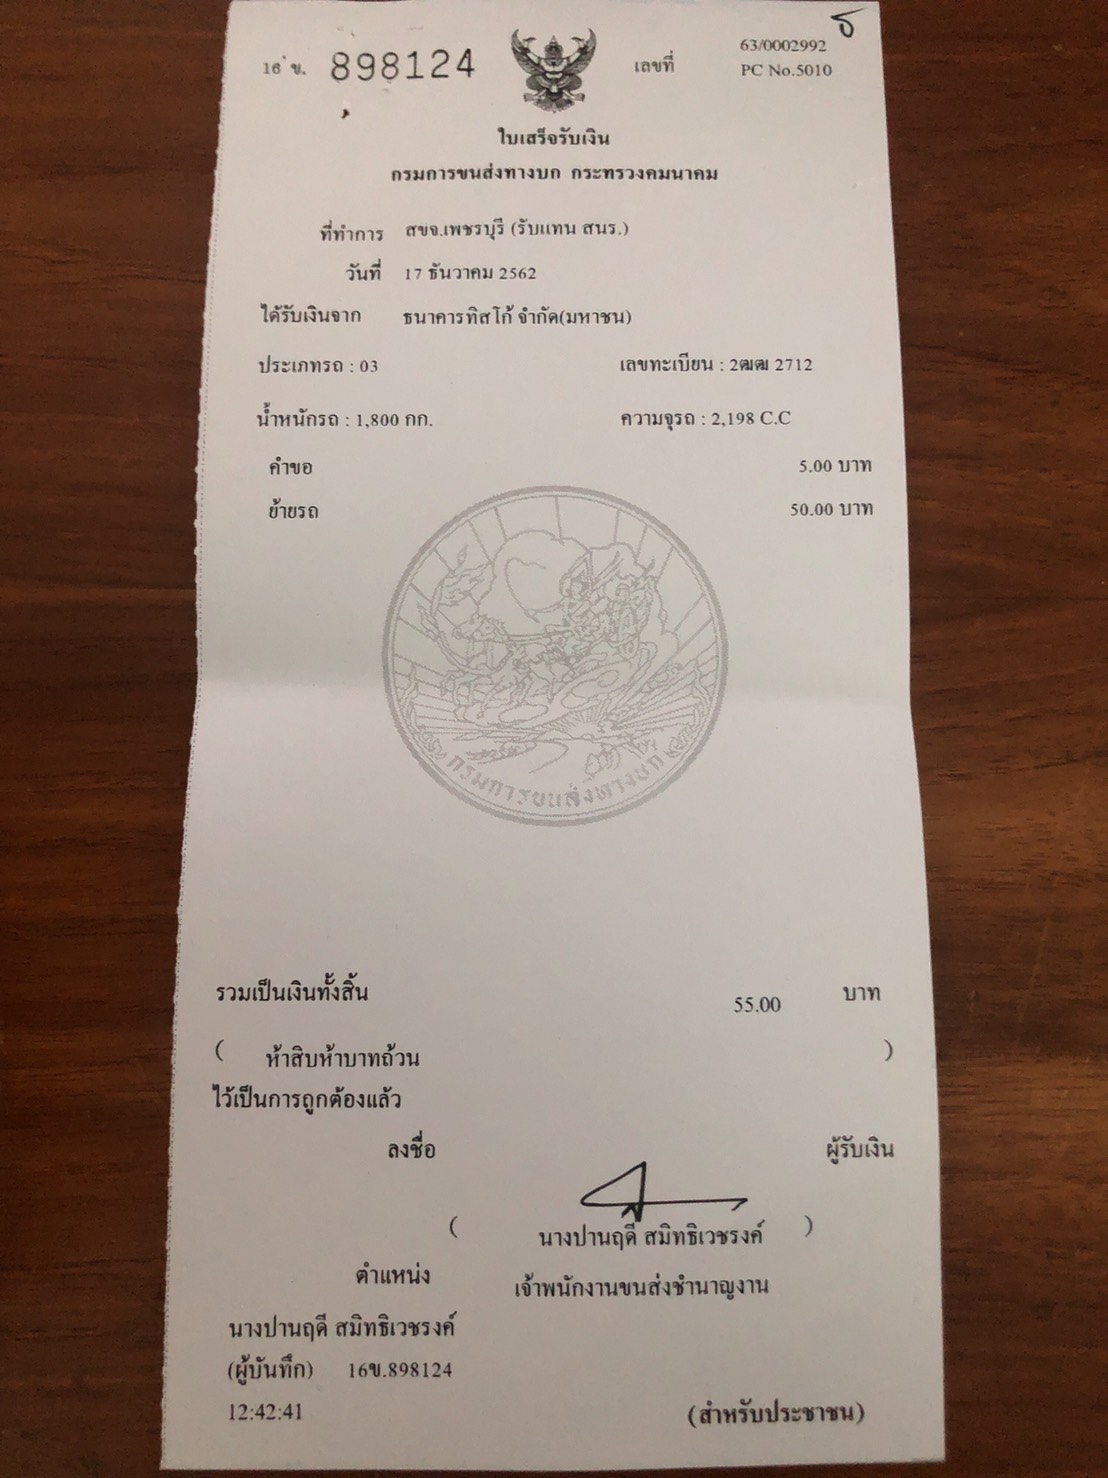 ธ
16 ข. 898124 เลขที่ 63/0002992
PC No.5010
ใบเสร็จรับเงิน
กรมการขนส่งทางบก กระทรวงคมนาคม
ที่ทำการ สขจ.เพชรบุรี (รับแทน สนร.)
วันที่ 17 ธันวาคม 2562
ได้รับเงินจาก ธนาคารทิสโก้ จำกัด(มหาชน)
ประเภทรถ : 03 เลขทะเบียน : 2ฒฒ 2712
น้ำหนักรถ : 1,800 กก. ความจุรถ : 2,198 C.C
คำขอ 5.00 บาท
ย้ายรถ 50.00 บาท
กรมการขนส่งทางบก
รวมเป็นเงินทั้งสิ้น 55.00 บาท
( ห้าสิบห้าบาทถ้วน )
ไว้เป็นการถูกต้องแล้ว
ลงชื่อ ผู้รับเงิน
( นางปานฤดี สมิทธิเวชรงค์ )
ตำแหน่ง เจ้าพนักงานขนส่งชำนาญงาน
นางปานฤดี สมิทธิเวชรงค์
(ผู้บันทึก) 16ข.898124
12:42:41 (สำหรับประชาชน)